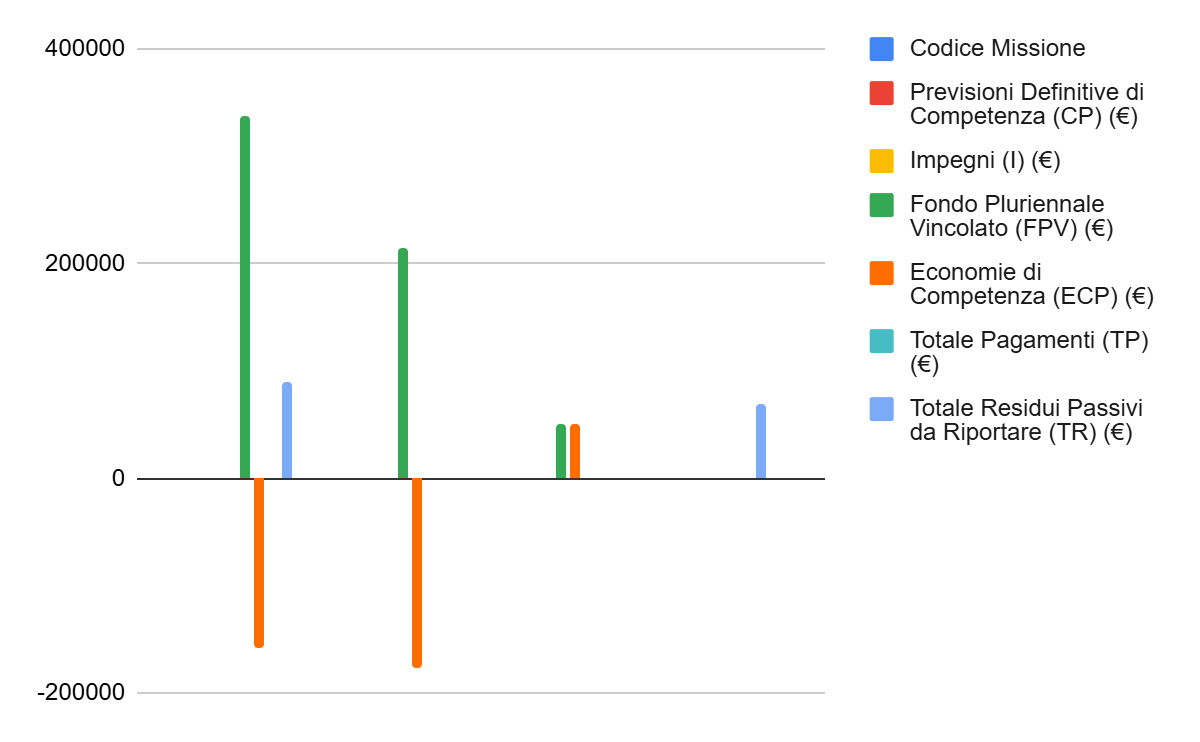 400000
200000
0
-200000
Codice Missione
Previsioni Definitive di
Competenza (CP) (€)
Impegni (I) (€)
Fondo Pluriennale
Vincolato (FPV) (€)
Economie di
Competenza (ECP) (€)
Totale Pagamenti (TP)
(€)
Totale Residui Passivi
da Riportare (TR) (€)